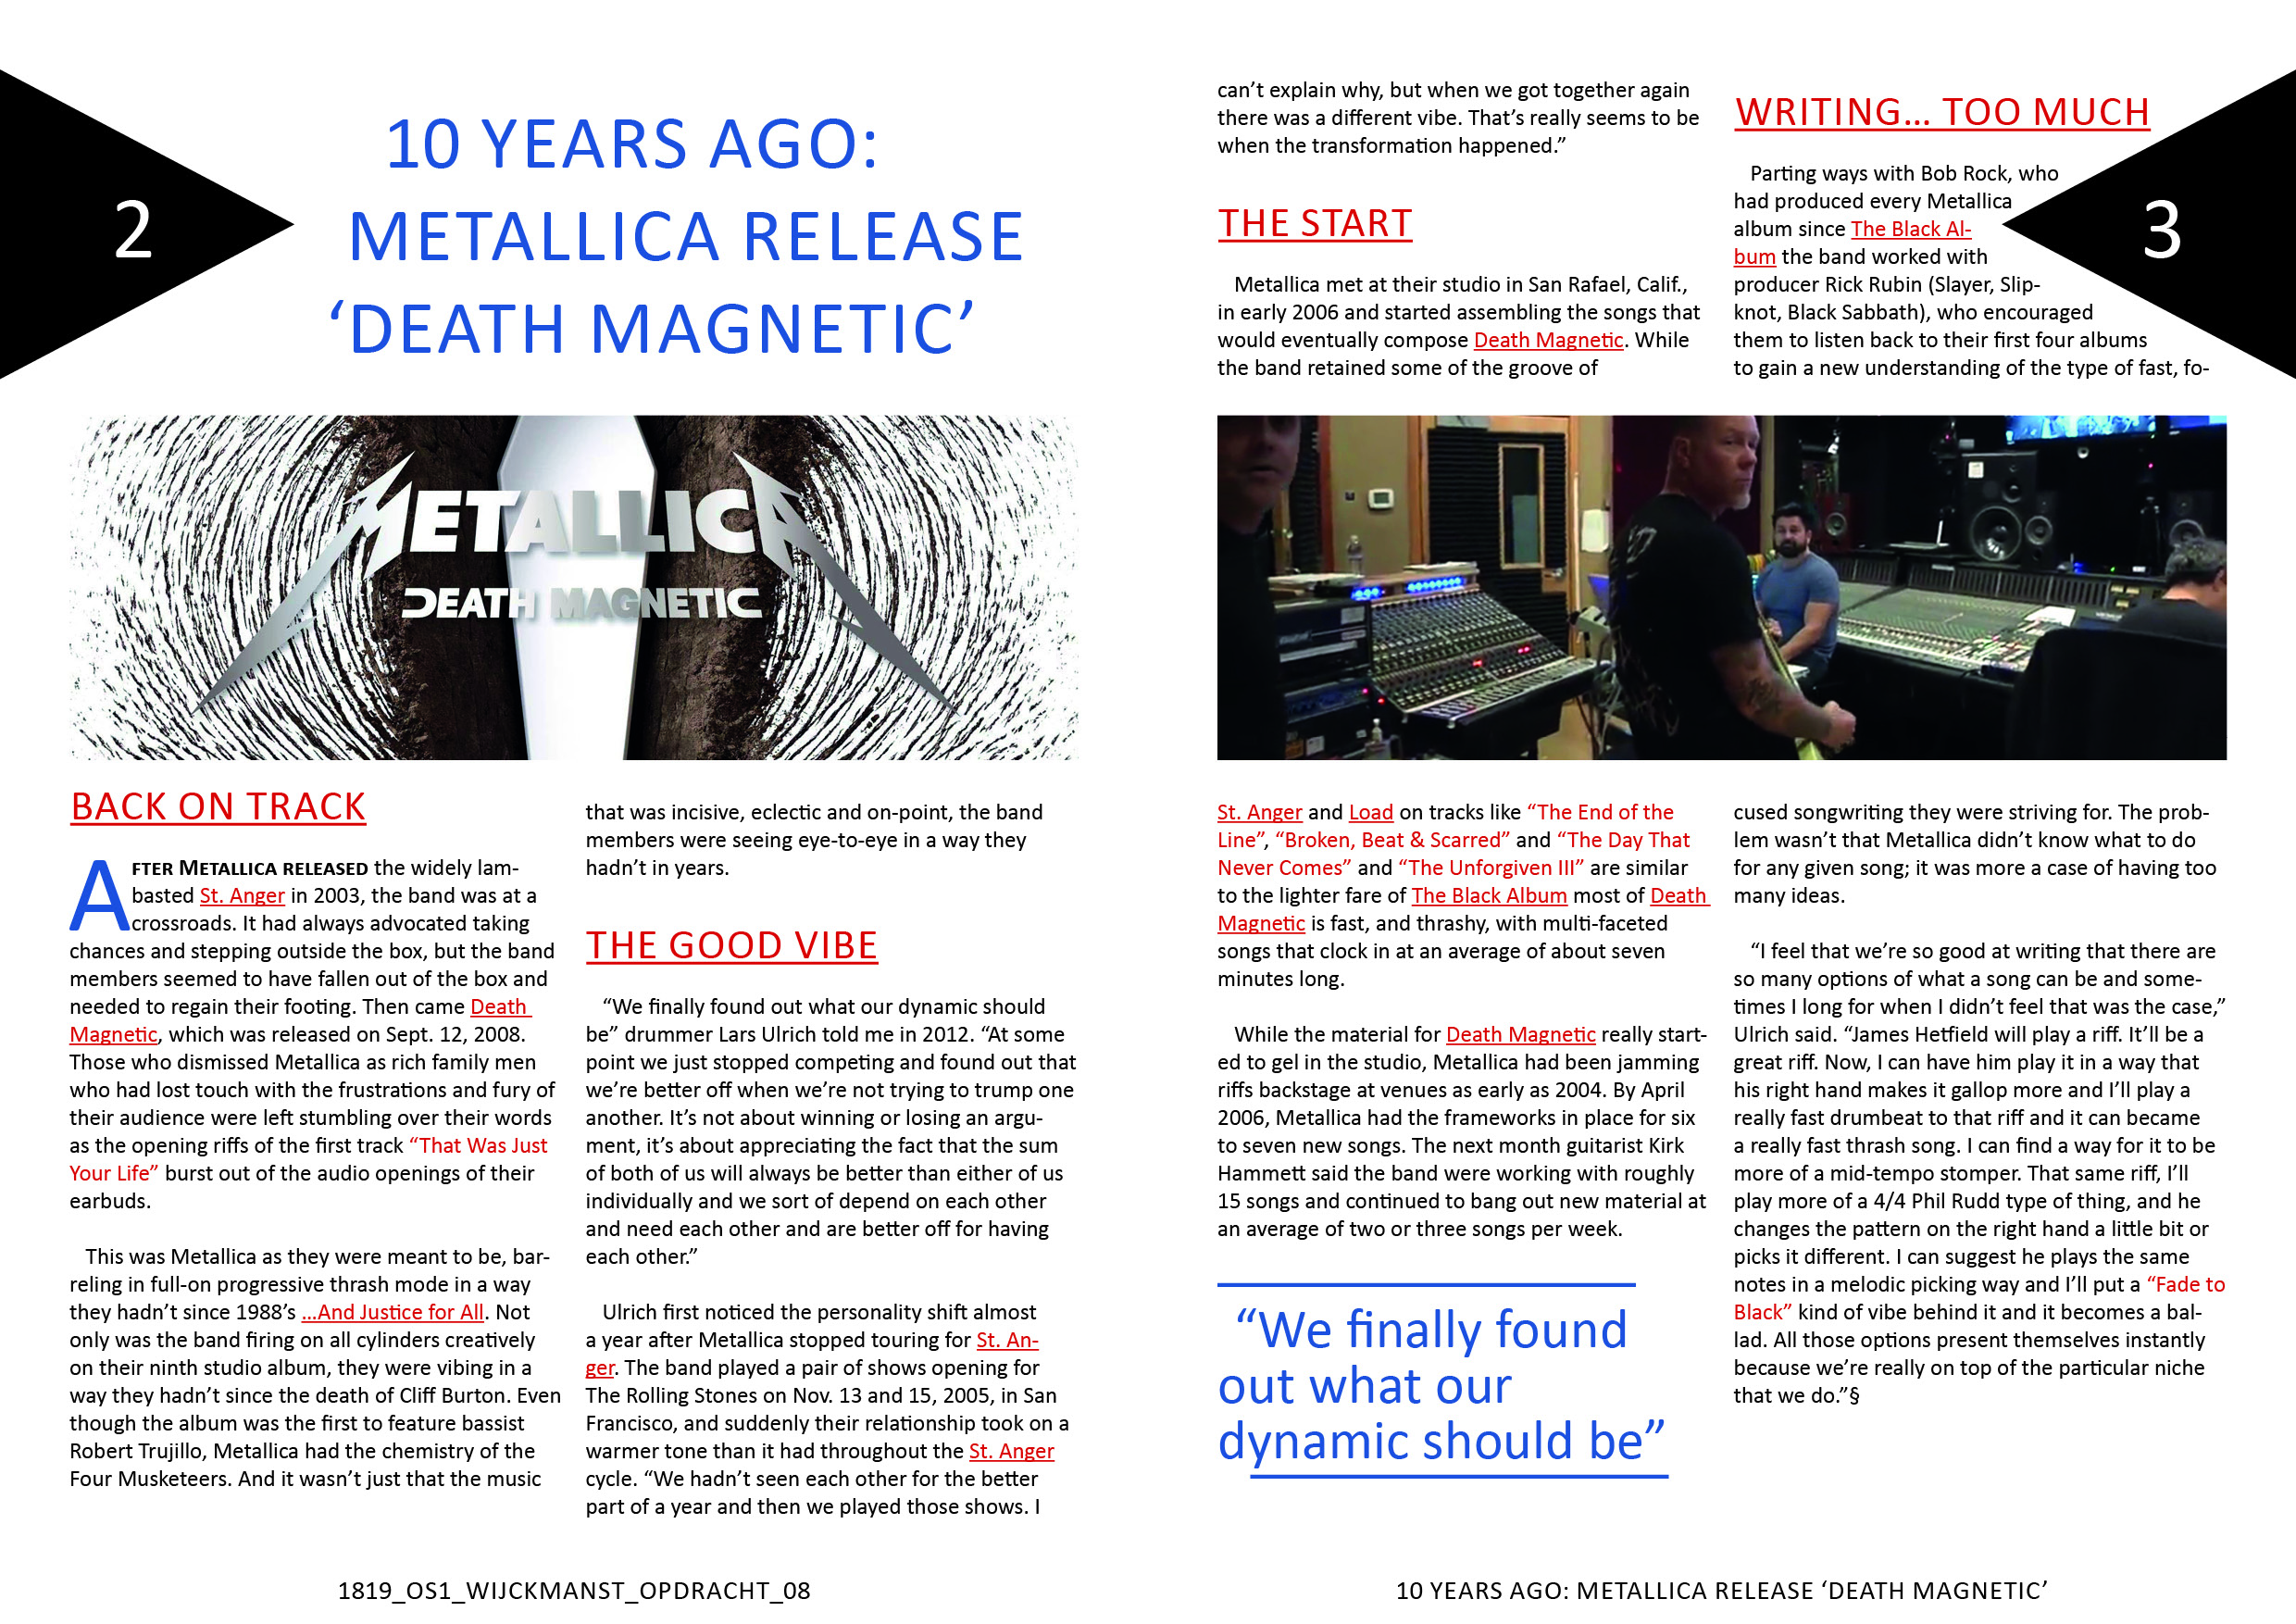 2
10 YEARS AGO:
METALLICA RELEASE
‘DEATH MAGNETIC’
METALLICA
DEATH MAGNETIC
BACK ON TRACK
AFTER METALLICA RELEASED the widely lam-
basted St. Anger in 2003, the band was at a
crossroads. It had always advocated taking
chances and stepping outside the box, but the band
members seemed to have fallen out of the box and
needed to regain their footing. Then came Death
Magnetic, which was released on Sept. 12, 2008.
Those who dismissed Metallica as rich family men
who had lost touch with the frustrations and fury of
their audience were left stumbling over their words
as the opening riffs of the first track “That Was Just
Your Life” burst out of the audio openings of their
earbuds.
This was Metallica as they were meant to be, bar-
reling in full-on progressive thrash mode in a way
they hadn’t since 1988’s ...And Justice for All. Not
only was the band firing on all cylinders creatively
on their ninth studio album, they were vibing in a
way they hadn’t since the death of Cliff Burton. Even
though the album was the first to feature bassist
Robert Trujillo, Metallica had the chemistry of the
Four Musketeers. And it wasn’t just that the music
that was incisive, eclectic and on-point, the band
members were seeing eye-to-eye in a way they
hadn’t in years.
THE GOOD VIBE
“We finally found out what our dynamic should
be” drummer Lars Ulrich told me in 2012. “At some
point we just stopped competing and found out that
we’re better off when we’re not trying to trump one
another. It’s not about winning or losing an argu-
ment, it’s about appreciating the fact that the sum
of both of us will always be better than either of us
individually and we sort of depend on each other
and need each other and are better off for having
each other.”
Ulrich first noticed the personality shift almost
a year after Metallica stopped touring for St. An-
ger. The band played a pair of shows opening for
The Rolling Stones on Nov. 13 and 15, 2005, in San
Francisco, and suddenly their relationship took on a
warmer tone than it had throughout the St. Anger
cycle. “We hadn’t seen each other for the better
part of a year and then we played those shows. I
1819_OS1_WIJCKMANST_OPDRACHT_08
can’t explain why, but when we got together again
there was a different vibe. That’s really seems to be
when the transformation happened.”
THE START
Metallica met at their studio in San Rafael, Calif.,
in early 2006 and started assembling the songs that
would eventually compose Death Magnetic. While
the band retained some of the groove of
St. Anger and Load on tracks like “The End of the
Line”, “Broken, Beat & Scarred” and “The Day That
Never Comes” and “The Unforgiven III” are similar
to the lighter fare of The Black Album most of Death
Magnetic is fast, and thrashy, with multi-faceted
songs that clock in at an average of about seven
minutes long.
While the material for Death Magnetic really start-
ed to gel in the studio, Metallica had been jamming
riffs backstage at venues as early as 2004. By April
2006, Metallica had the frameworks in place for six
to seven new songs. The next month guitarist Kirk
Hammett said the band were working with roughly
15 songs and continued to bang out new material at
an average of two or three songs per week.
“We finally found
out what our
dynamic should be”
WRITING... TOO MUCH
3
Parting ways with Bob Rock, who
had produced every Metallica
album since The Black Al-
bum the band worked with
producer Rick Rubin (Slayer, Slip-
knot, Black Sabbath), who encouraged
them to listen back to their first four albums
to gain a new understanding of the type of fast, fo-
cused songwriting they were striving for. The prob-
lem wasn’t that Metallica didn’t know what to do
for any given song; it was more a case of having too
many ideas.
“I feel that we’re so good at writing that there are
so many options of what a song can be and some-
times I long for when I didn’t feel that was the case,”
Ulrich said. “James Hetfield will play a riff. It’ll be a
great riff. Now, I can have him play it in a way that
his right hand makes it gallop more and I’ll play a
really fast drumbeat to that riff and it can became
a really fast thrash song. I can find a way for it to be
more of a mid-tempo stomper. That same riff, I’ll
play more of a 4/4 Phil Rudd type of thing, and he
changes the pattern on the right hand a little bit or
picks it different. I can suggest he plays the same
notes in a melodic picking way and I’ll put a “Fade to
Black” kind of vibe behind it and it becomes a bal-
lad. All those options present themselves instantly
because we’re really on top of the particular niche
that we do.”§
10 YEARS AGO: METALLICA RELEASE ‘DEATH MAGNETIC’